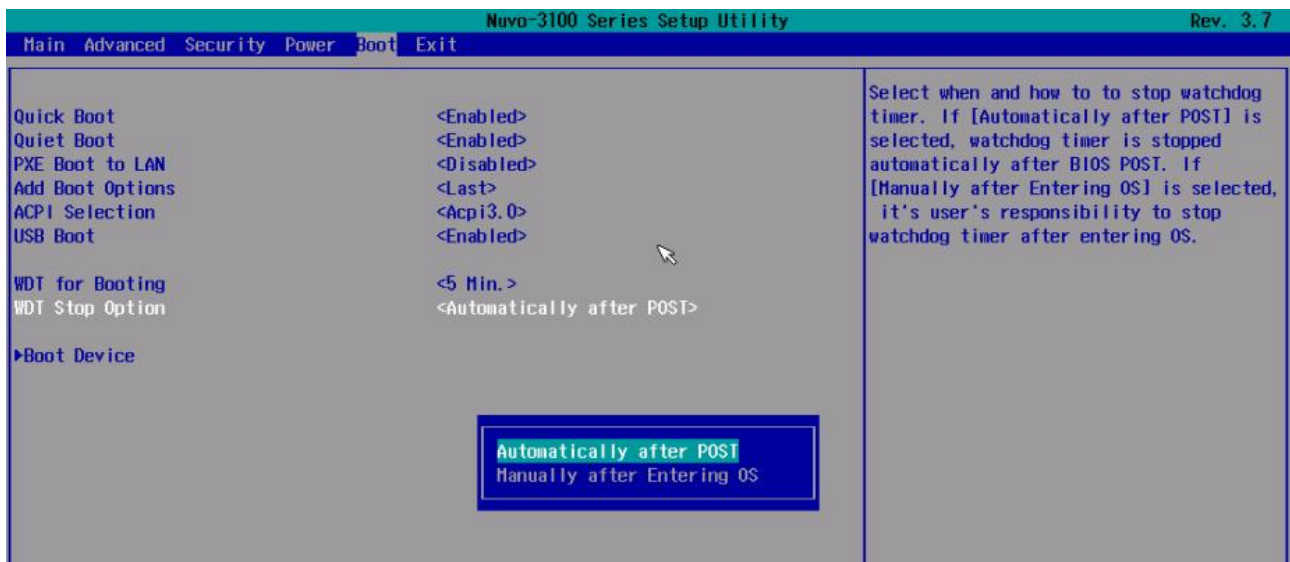 Nuvo-3100 Series Setup Utility Rev. 3.7
Main Advanced Security Power Boot Exit
Quick Boot <Enabled>
Quiet Boot <Enabled>
PXE Boot to LAN <Disabled>
Add Boot Options <Last>
ACPI Selection <Acpi3.0>
USB Boot <Enabled>
WDT for Booting <5 Min.>
WDT Stop Option <Automatically after POST>
▶Boot Device
Automatically after POST
Manually after Entering OS
Select when and how to to stop watchdog
timer. If [Automatically after POST] is
selected, watchdog timer is stopped
automatically after BIOS POST. If
[Manually after Entering OS] is selected,
it's user's responsibility to stop
watchdog timer after entering OS.